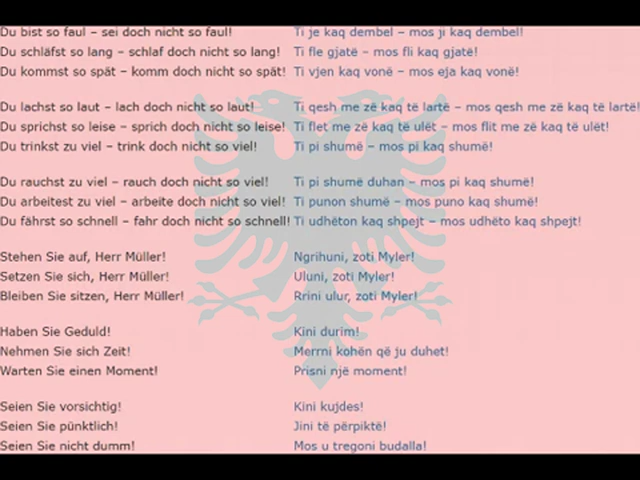 Du bist so faul – sei doch nicht so faul! Ti je kaq dembel – mos ji kaq dembel!
Du schläfst so lang – schlaf doch nicht so lang! Ti fle gjatë – mos fli kaq gjatë!
Du kommst so spät – komm doch nicht so spät! Ti vjen kaq vonë – mos eja kaq vonë!
Du lachst so laut – lach doch nicht so laut! Ti qesh me zë kaq të lartë – mos qesh me zë kaq të lartë!
Du sprichst so leise – sprich doch nicht so leise! Ti flet me zë kaq të ulët – mos flit me zë kaq të ulët!
Du trinkst zu viel – trink doch nicht so viel! Ti pi shumë – mos pi kaq shumë!
Du rauchst zu viel – rauch doch nicht so viel! Ti pi shumë duhan – mos pi kaq shumë!
Du arbeitest zu viel – arbeite doch nicht so viel! Ti punon shumë – mos puno kaq shumë!
Du fährst so schnell – fahr doch nicht so schnell! Ti udhëton kaq shpejt – mos udhëto kaq shpejt!
Stehen Sie auf, Herr Müller! Ngrihuni, zoti Myler!
Setzen Sie sich, Herr Müller! Uluni, zoti Myler!
Bleiben Sie sitzen, Herr Müller! Rrini ulur, zoti Myler!
Haben Sie Geduld! Kini durim!
Nehmen Sie sich Zeit! Merrni kohën që ju duhet!
Warten Sie einen Moment! Prisni një moment!
Seien Sie vorsichtig! Kini kujdes!
Seien Sie pünktlich! Jini të përpiktë!
Seien Sie nicht dumm! Mos u tregoni budalla!